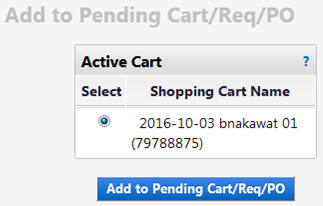 Add to Pending Cart/Req/PO
Active Cart ?
Select Shopping Cart Name
2016-10-03 bnakawat 01
(79788875)
Add to Pending Cart/Req/PO